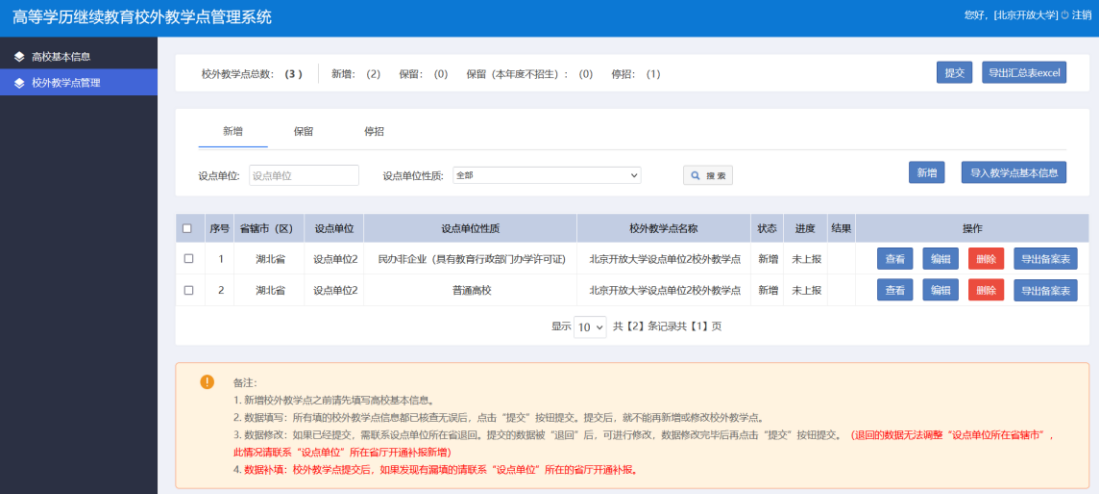 高等学历继续教育校外教学点管理系统
您好，[北京开放大学] 注销
高校基本信息
校外教学点管理
校外教学点总数：（3） 新增：（2） 保留：（0） 保留（本年度不招生）：（0） 停招：（1） 提交 导出汇总表excel
新增 保留 停招
设点单位: 设点单位 设点单位性质: 全部 搜 索 新增 导入教学点基本信息
序号 省辖市（区） 设点单位 设点单位性质 校外教学点名称 状态 进度 结果 操作
1 湖北省 设点单位2 民办非企业（具有教育行政部门办学许可证） 北京开放大学设点单位2校外教学点 新增 未上报 查看 编辑 删除 导出备案表
2 湖北省 设点单位2 普通高校 北京开放大学设点单位2校外教学点 新增 未上报 查看 编辑 删除 导出备案表
显示 10 共【2】条记录共【1】页
备注：
1. 新增校外教学点之前请先填写高校基本信息。
2. 数据填写：所有填的校外教学点信息都已核查无误后，点击“提交”按钮提交。提交后，就不能再新增或修改校外教学点。
3. 数据修改：如果已经提交，需联系设点单位所在省退回。提交的数据被“退回”后，可进行修改，数据修改完毕后再点击“提交”按钮提交。（退回的数据无法调整“设点单位所在省辖市”，
此情况请联系“设点单位”所在省厅开通补报新增）
4. 数据补填：校外教学点提交后，如果发现有漏填的请联系“设点单位”所在的省厅开通补报。